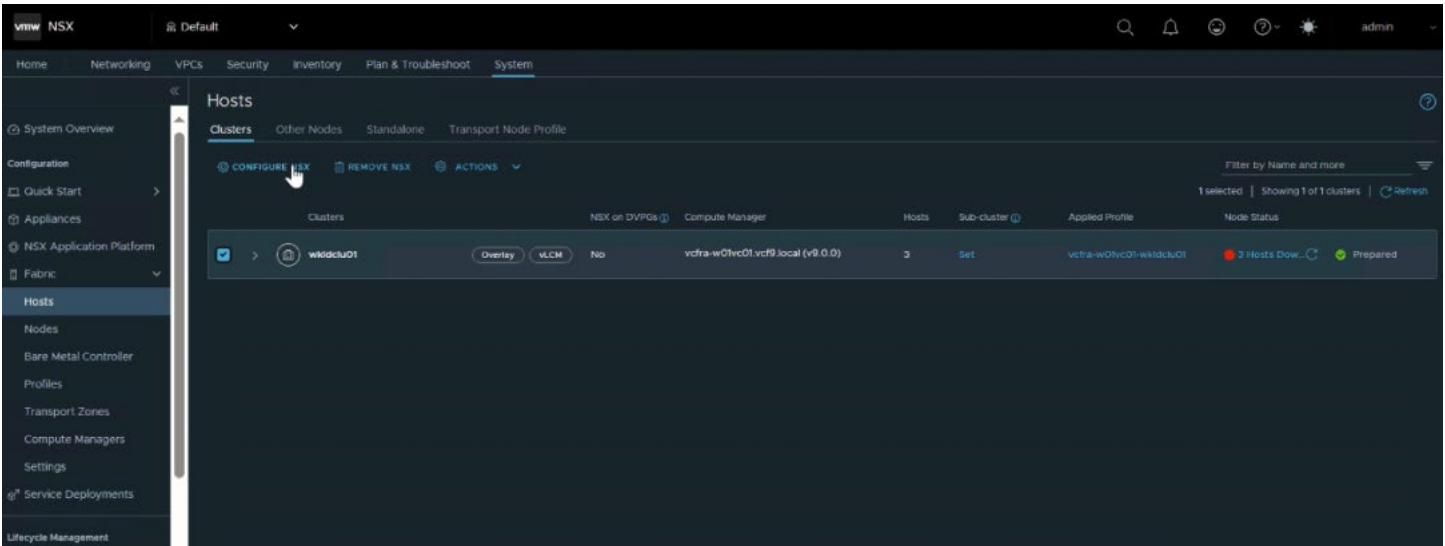 vmw NSX Default admin
Home Networking VPCs Security Inventory Plan & Troubleshoot System
Hosts
System Overview
Clusters Other Nodes Standalone Transport Node Profile
Configuration
CONFIGURE NSX REMOVE NSX ACTIONS Filter by Name and more
Quick Start 1 selected | Showing 1 of 1 clusters | Refresh
Appliances Clusters NSX on DVPGs Compute Manager Hosts Sub-cluster Applied Profile Node Status
NSX Application Platform
wkldclu01 Overlay vLCM No vcfra-w01vc01.vcf9.local (v9.0.0) 3 Set vcfra-w01vc01-wkldclu01 3 Hosts Dow... Prepared
Fabric
Hosts
Nodes
Bare Metal Controller
Profiles
Transport Zones
Compute Managers
Settings
Service Deployments
Lifecycle Management